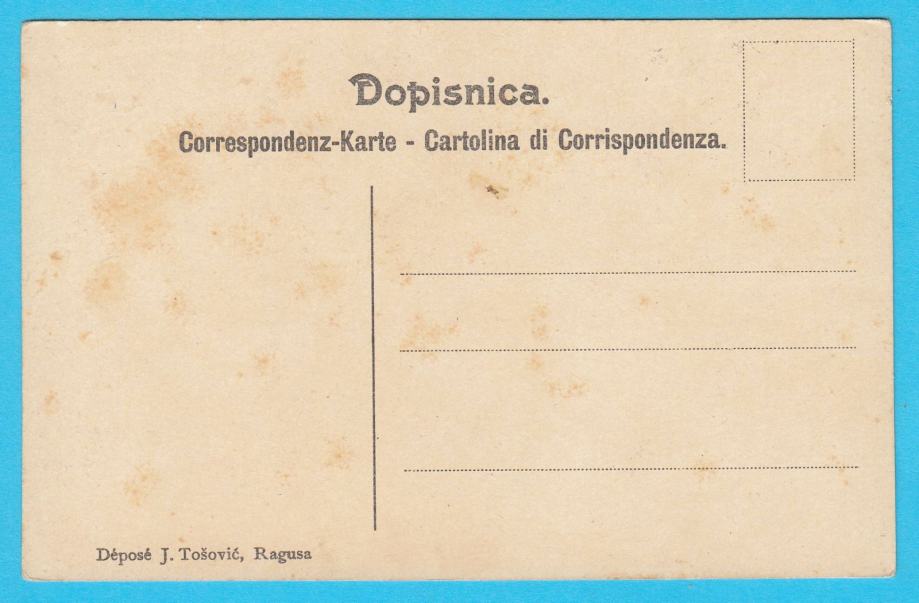 Dopisnica.
Correspondenz-Karte - Cartolina di Corrispondenza.
Déposé J. Tošović, Ragusa